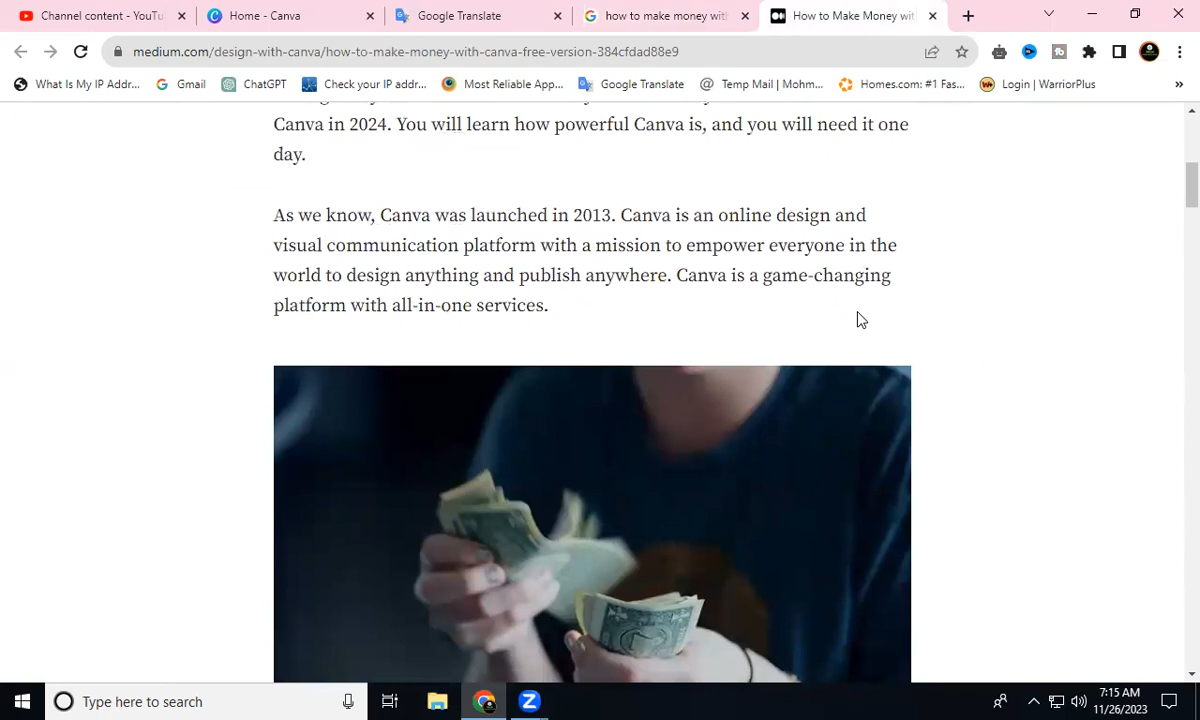 Channel content - YouTu
Home - Canva
Google Translate
how to make money with
How to Make Money wit
medium.com/design-with-canva/how-to-make-money-with-canva-free-version-384cfdad88e9
What Is My IP Addr...
Gmail
ChatGPT
Check your IP addr...
Most Reliable App...
Google Translate
Temp Mail | Mohm...
Homes.com: #1 Fas...
Login | WarriorPlus
Canva in 2024. You will learn how powerful Canva is, and you will need it one
day.
As we know, Canva was launched in 2013. Canva is an online design and
visual communication platform with a mission to empower everyone in the
world to design anything and publish anywhere. Canva is a game-changing
platform with all-in-one services.
Type here to search
7:15 AM
11/26/2023